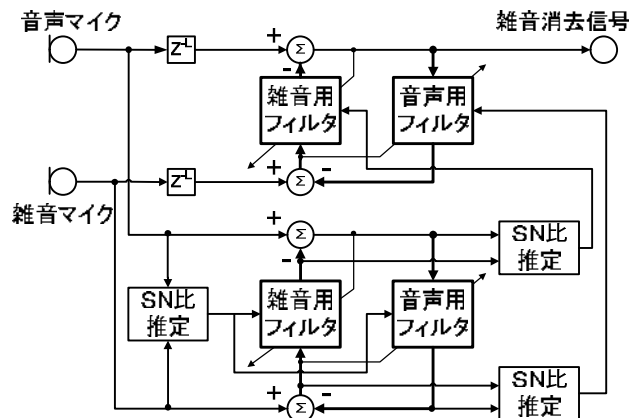 音声マイク
雑音消去信号
Z-L
+
Σ
-
雑音用
フィルタ
音声用
フィルタ
雑音マイク
Z-L
+
Σ
-
+
Σ
-
SN比
推定
SN比
推定
雑音用
フィルタ
音声用
フィルタ
+
Σ
-
SN比
推定